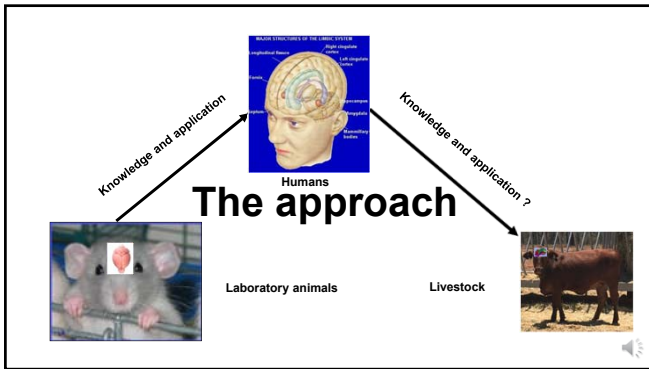 MAJOR STRUCTURES OF THE LIMBIC SYSTEM
Right cingulate
cortex
Longitudinal fissure
Left cingulate
cortex
Fornix
Hippocampus
Amygdala
Mammillary
bodies
Knowledge and application
Knowledge and application ?
Humans
The approach
Laboratory animals
Livestock